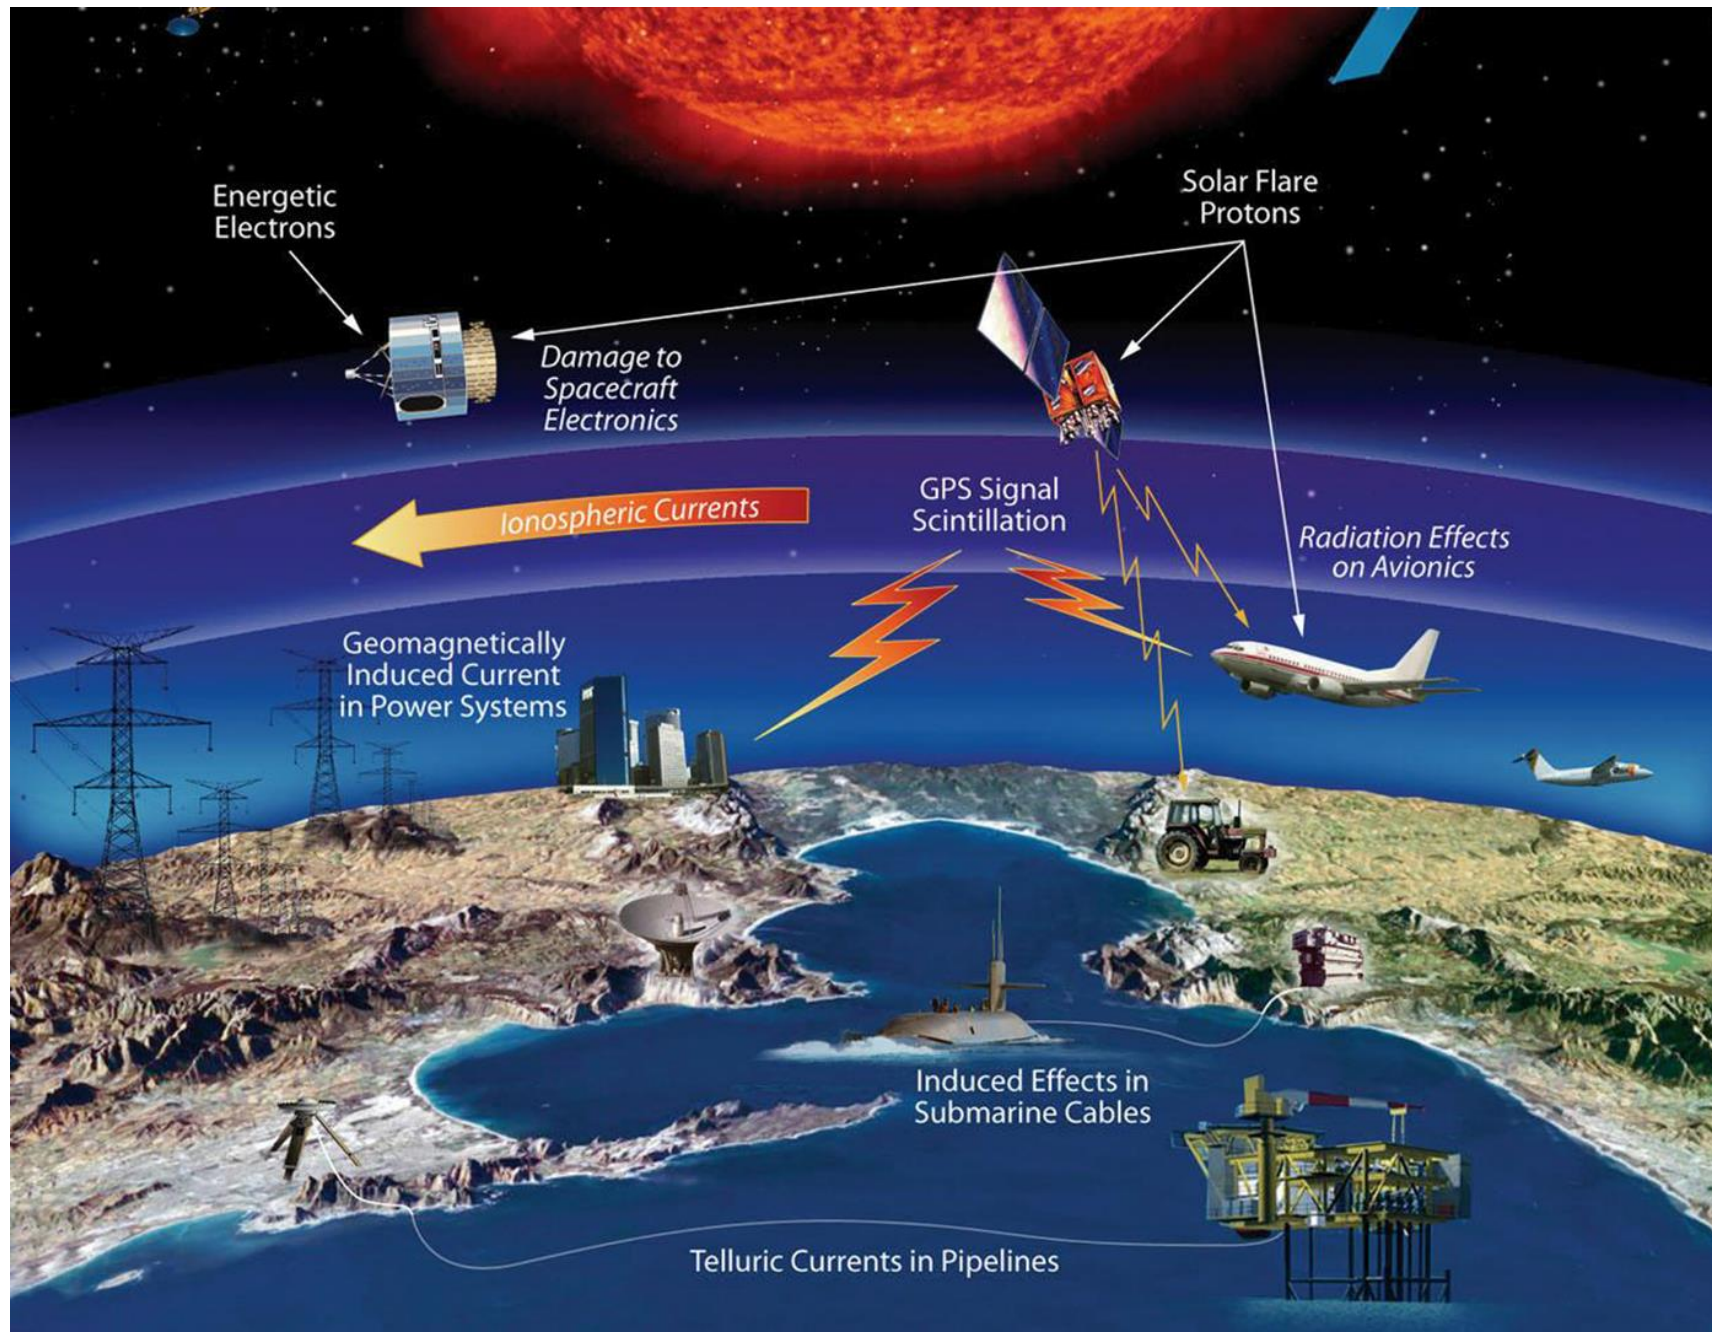 Energetic
Electrons
Solar Flare
Protons
Damage to
Spacecraft
Electronics
Ionospheric Currents
GPS Signal
Scintillation
Radiation Effects
on Avionics
Geomagnetically
Induced Current
in Power Systems
Induced Effects in
Submarine Cables
Telluric Currents in Pipelines